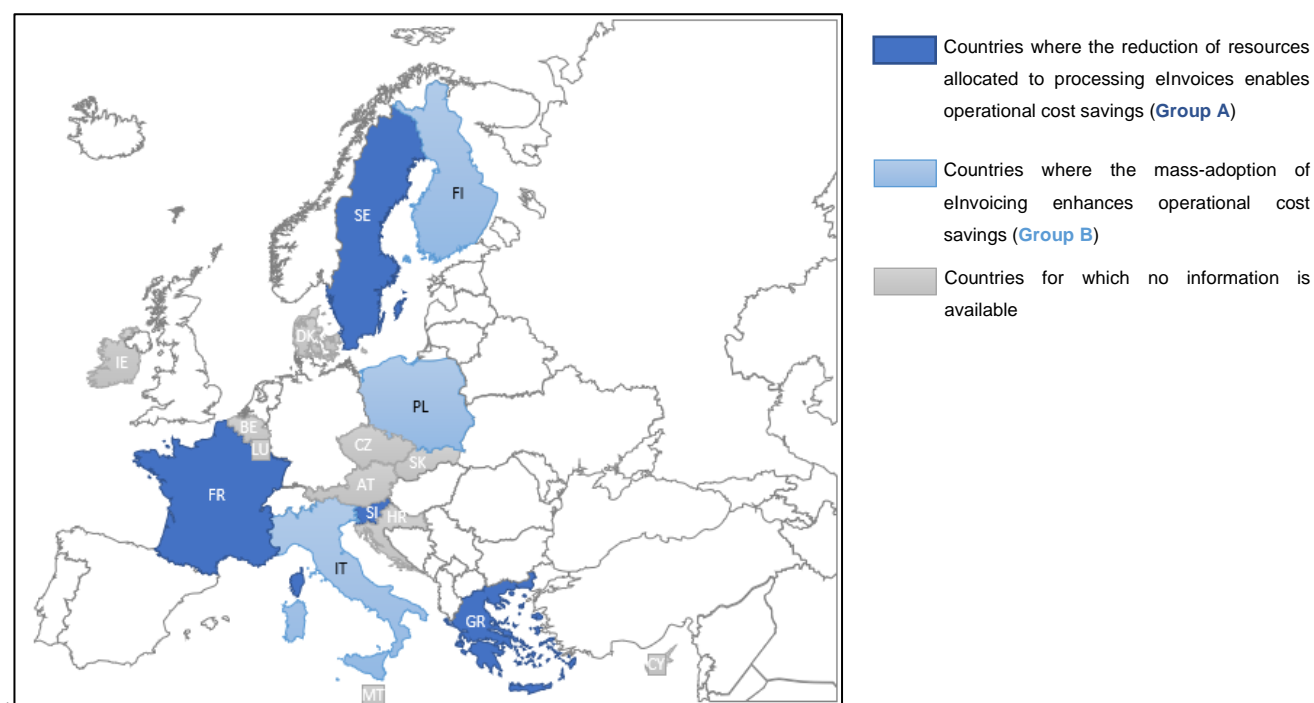 SE
FI
DK
IE
PL
BE
LU
CZ
SK
AT
FR
SI
HR
IT
GR
CY
MT
Countries where the reduction of resources
allocated to processing eInvoices enables
operational cost savings (Group A)
Countries where the mass-adoption of
eInvoicing enhances operational cost
savings (Group B)
Countries for which no information is
available